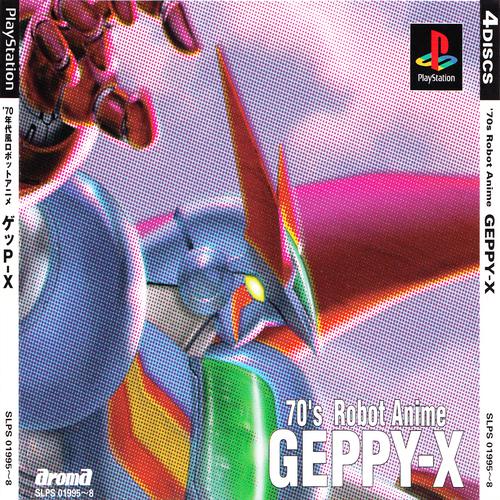 PlayStation
'70年代風ロボットアニメ
ゲッP-X
SLPS 01995~8
PlayStation
70's Robot Anime
GEPPY-X
aroma
SLPS 01995~8
4DISCS
'70s Robot Anime
GEPPY-X
SLPS 01995~8